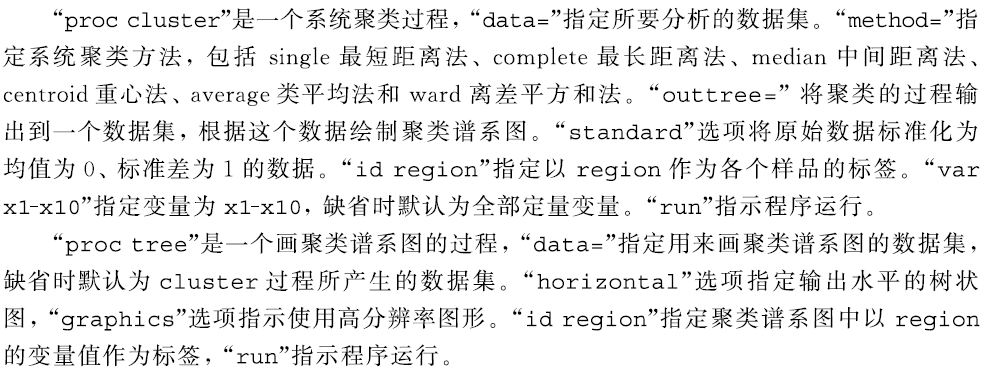 “proc cluster”是一个系统聚类过程，“data=”指定所要分析的数据集。“method=”指
定系统聚类方法，包括 single 最短距离法、complete 最长距离法、median 中间距离法、
centroid 重心法、average 类平均法和 ward 离差平方和法。“outtree=” 将聚类的过程输
出到一个数据集，根据这个数据绘制聚类谱系图。“standard”选项将原始数据标准化为
均值为 0、标准差为 1 的数据。“id region”指定以 region 作为各个样品的标签。“var
x1-x10”指定变量为 x1-x10，缺省时默认为全部定量变量。“run”指示程序运行。
“proc tree”是一个画聚类谱系图的过程，“data=”指定用来画聚类谱系图的数据集，
缺省时默认为 cluster 过程所产生的数据集。“horizontal”选项指定输出水平的树状
图，“graphics”选项指示使用高分辨率图形。“id region”指定聚类谱系图中以 region
的变量值作为标签，“run”指示程序运行。